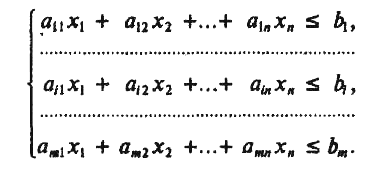 a₁₁x₁ + a₁₂x₂ +...+ a₁ₙxₙ ≤ b₁,
....................................................
aᵢ₁x₁ + aᵢ₂x₂ +...+ aᵢₙxₙ ≤ bᵢ,
....................................................
aₘ₁x₁ + aₘ₂x₂ +...+ aₘₙxₙ ≤ bₘ.